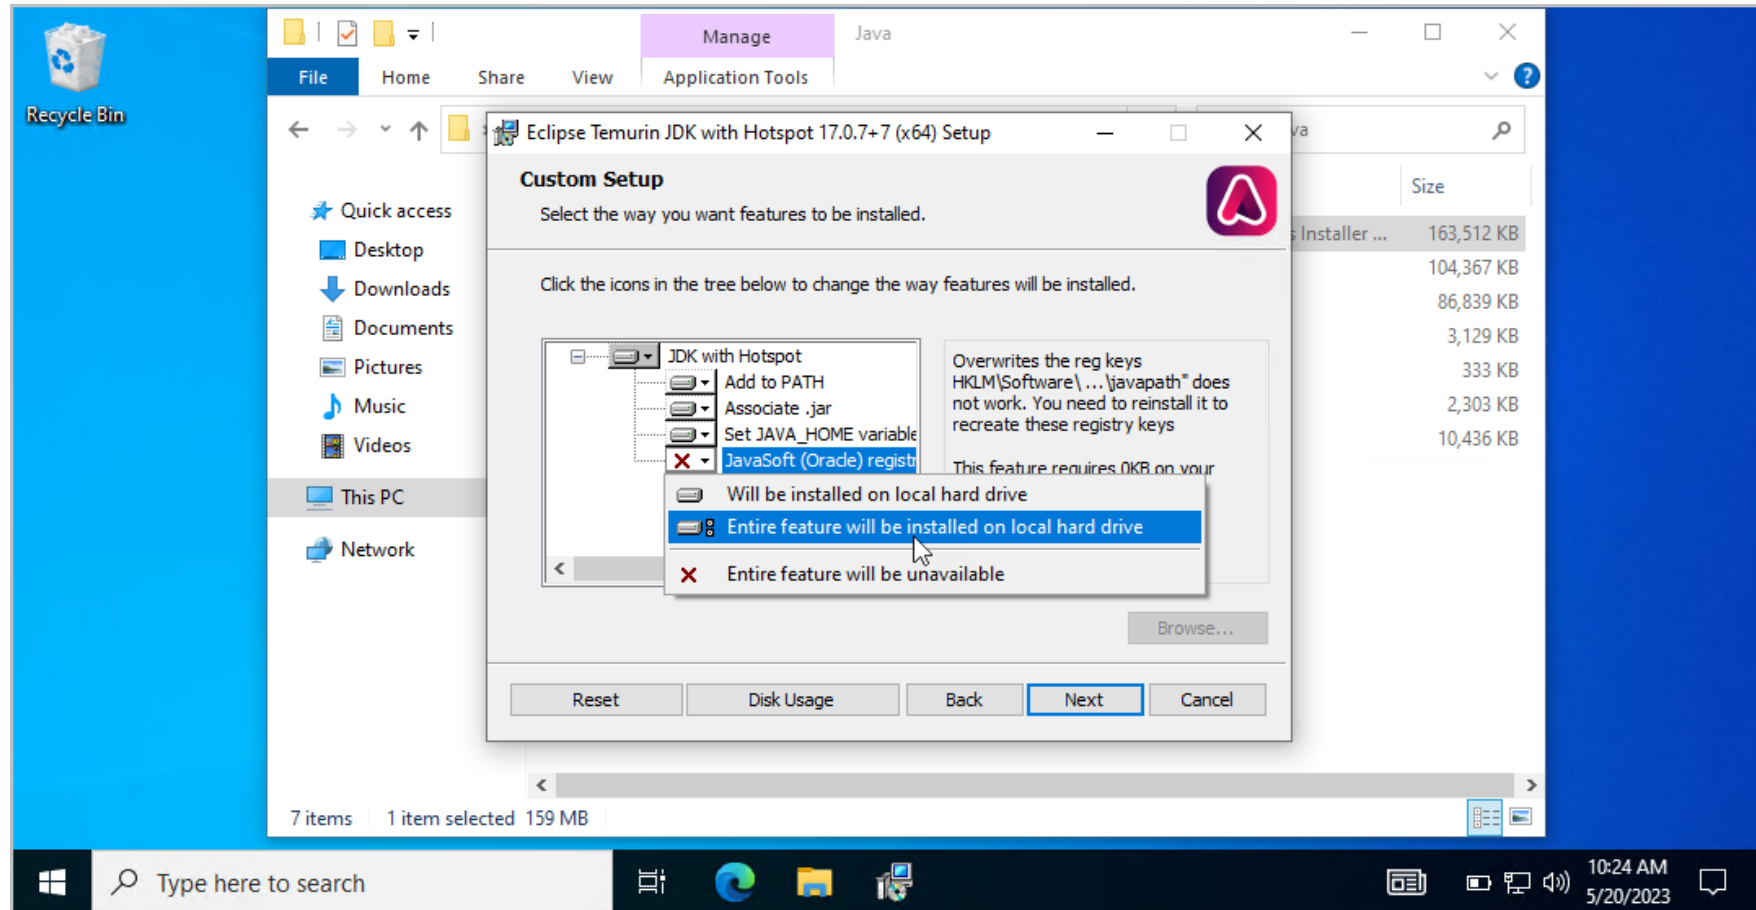 Recycle Bin
Manage
Java
File
Home
Share
View
Application Tools
?
va
Size
Quick access
Desktop
Downloads
Documents
Pictures
Music
Videos
This PC
Network
Installer ...
163,512 KB
104,367 KB
86,839 KB
3,129 KB
333 KB
2,303 KB
10,436 KB
Eclipse Temurin JDK with Hotspot 17.0.7+7 (x64) Setup
Custom Setup
Select the way you want features to be installed.
Click the icons in the tree below to change the way features will be installed.
JDK with Hotspot
Add to PATH
Associate .jar
Set JAVA_HOME variable
JavaSoft (Oracle) registr
Overwrites the reg keys
HKLM\Software\ ...\javapath" does
not work. You need to reinstall it to
recreate these registry keys
This feature requires 0KB on your
Will be installed on local hard drive
Entire feature will be installed on local hard drive
Entire feature will be unavailable
Browse...
Reset
Disk Usage
Back
Next
Cancel
7 items
1 item selected 159 MB
Type here to search
10:24 AM
5/20/2023